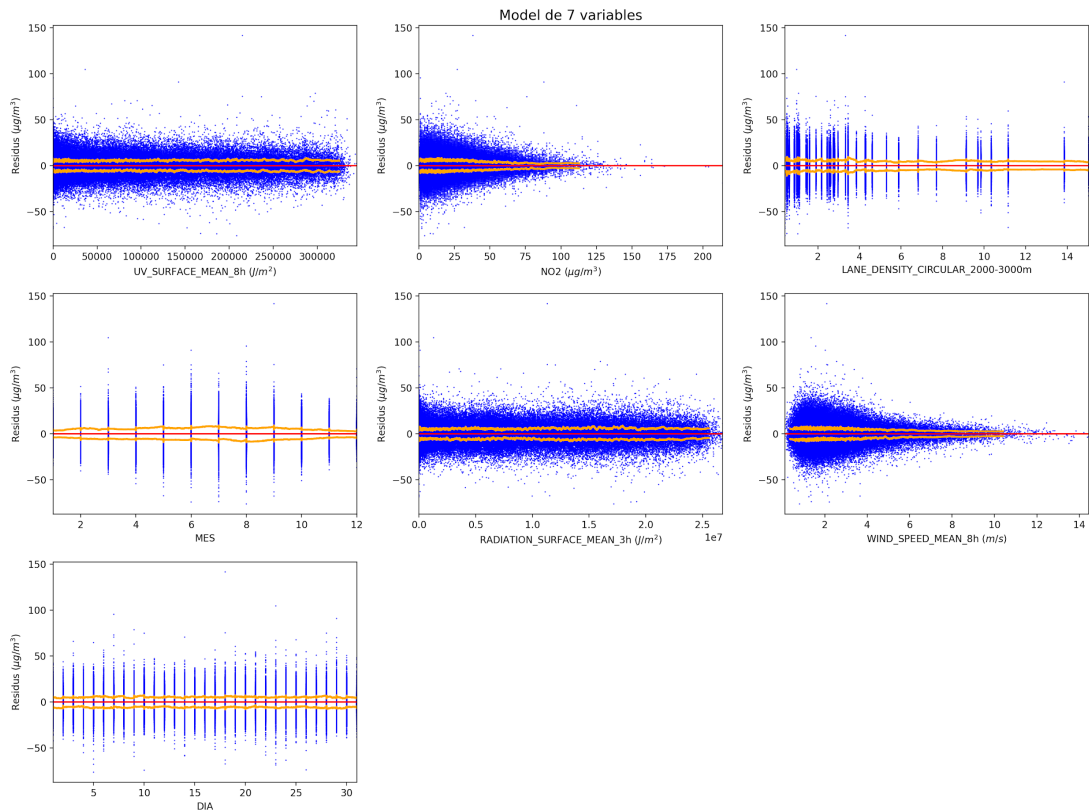 Model de 7 variables
150
100
50
0
−50
Residus (μg/m³)
0 50000 100000 150000 200000 250000 300000
UV_SURFACE_MEAN_8h (J/m²)
150
100
50
0
−50
Residus (μg/m³)
0 25 50 75 100 125 150 175 200
NO2 (μg/m³)
150
100
50
0
−50
Residus (μg/m³)
2 4 6 8 10 12 14
LANE_DENSITY_CIRCULAR_2000-3000m
150
100
50
0
−50
Residus (μg/m³)
2 4 6 8 10 12
MES
150
100
50
0
−50
Residus (μg/m³)
0.0 0.5 1.0 1.5 2.0 2.5
1e7
RADIATION_SURFACE_MEAN_3h (J/m²)
150
100
50
0
−50
Residus (μg/m³)
2 4 6 8 10 12 14
WIND_SPEED_MEAN_8h (m/s)
150
100
50
0
−50
Residus (μg/m³)
5 10 15 20 25 30
DIA